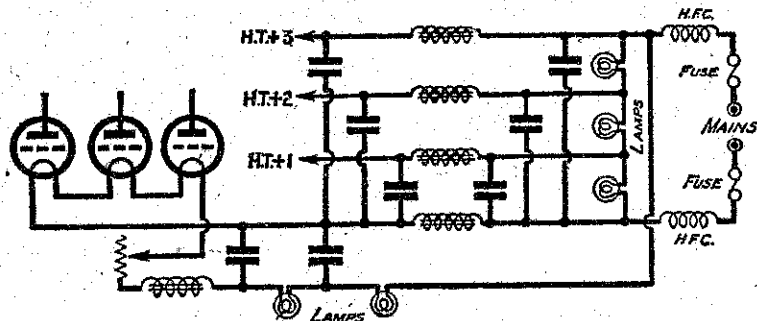 H.F.C.
H.T.+3
FUSE
H.T.+2
LAMPS
MAINS
H.T.+1
FUSE
H.F.C.
LAMPS